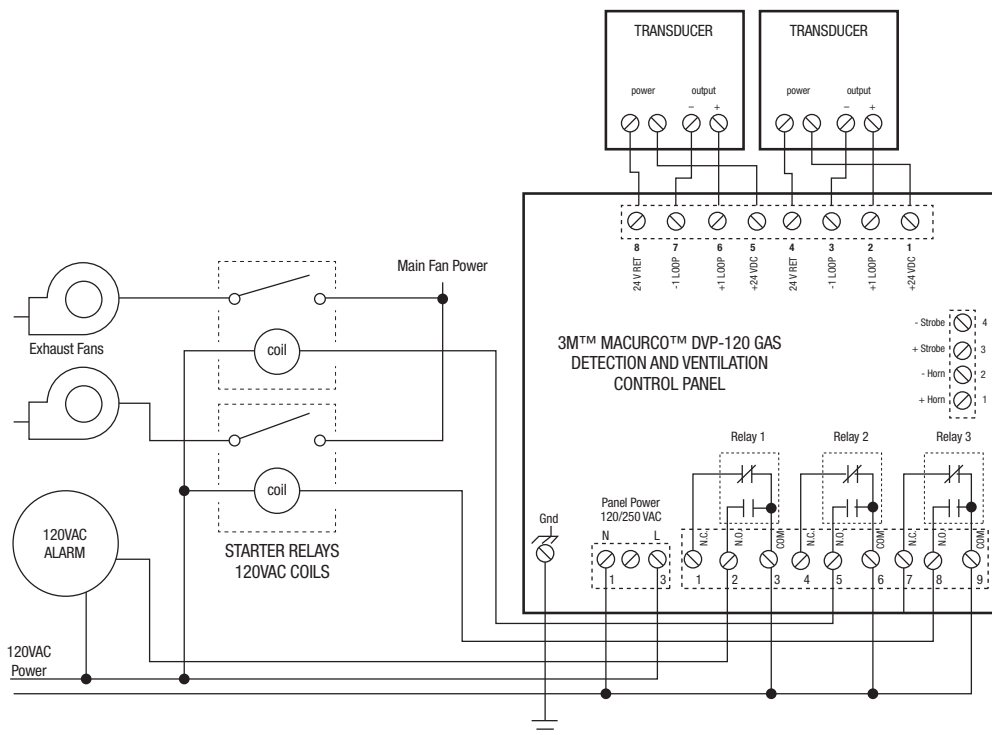 TRANSDUCER
power output
– +
TRANSDUCER
power output
– +
8 7 6 5 4 3 2 1
24 V RET
-1 LOOP
+1 LOOP
+24 VDC
24 V RET
-1 LOOP
+1 LOOP
+24 VDC
Main Fan Power
Exhaust Fans
coil
coil
STARTER RELAYS
120VAC COILS
120VAC
ALARM
120VAC
Power
3M™ MACURCO™ DVP-120 GAS
DETECTION AND VENTILATION
CONTROL PANEL
- Strobe 4
+ Strobe 3
- Horn 2
+ Horn 1
Relay 1
Relay 2
Relay 3
Gnd
Panel Power
120/250 VAC
N L
1 3
N.C.
N.O.
COM
N.C.
N.O.
COM
N.C.
N.O.
COM
1 2 3 4 5 6 7 8 9